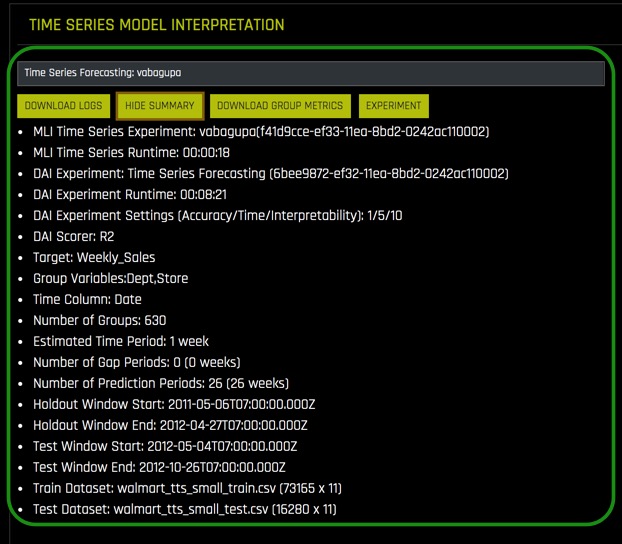 TIME SERIES MODEL INTERPRETATION
Time Series Forecasting: vabagupa
DOWNLOAD LOGS HIDE SUMMARY DOWNLOAD GROUP METRICS EXPERIMENT
• MLI Time Series Experiment: vabagupa(f41d9cce-ef33-11ea-8bd2-0242ac110002)
• MLI Time Series Runtime: 00:00:18
• DAI Experiment: Time Series Forecasting (6bee9872-ef32-11ea-8bd2-0242ac110002)
• DAI Experiment Runtime: 00:08:21
• DAI Experiment Settings (Accuracy/Time/Interpretability): 1/5/10
• DAI Scorer: R2
• Target: Weekly_Sales
• Group Variables:Dept,Store
• Time Column: Date
• Number of Groups: 630
• Estimated Time Period: 1 week
• Number of Gap Periods: 0 (0 weeks)
• Number of Prediction Periods: 26 (26 weeks)
• Holdout Window Start: 2011-05-06T07:00:00.000Z
• Holdout Window End: 2012-04-27T07:00:00.000Z
• Test Window Start: 2012-05-04T07:00:00.000Z
• Test Window End: 2012-10-26T07:00:00.000Z
• Train Dataset: walmart_tts_small_train.csv (73165 x 11)
• Test Dataset: walmart_tts_small_test.csv (16280 x 11)